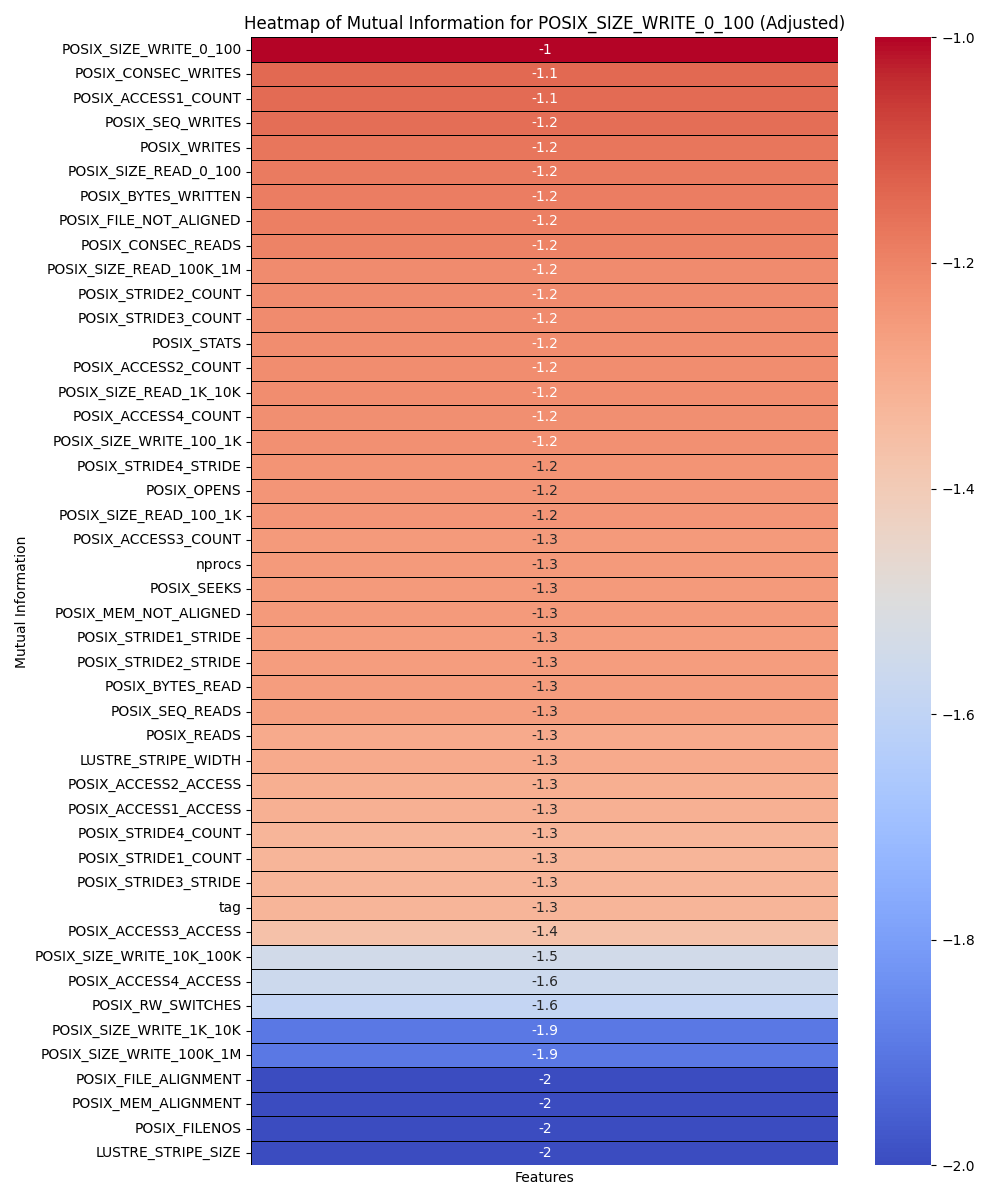 Heatmap of Mutual Information for POSIX_SIZE_WRITE_0_100 (Adjusted)
POSIX_SIZE_WRITE_0_100 -1
POSIX_CONSEC_WRITES -1.1
POSIX_ACCESS1_COUNT -1.1
POSIX_SEQ_WRITES -1.2
POSIX_WRITES -1.2
POSIX_SIZE_READ_0_100 -1.2
POSIX_BYTES_WRITTEN -1.2
POSIX_FILE_NOT_ALIGNED -1.2
POSIX_CONSEC_READS -1.2
POSIX_SIZE_READ_100K_1M -1.2
POSIX_STRIDE2_COUNT -1.2
POSIX_STRIDE3_COUNT -1.2
POSIX_STATS -1.2
POSIX_ACCESS2_COUNT -1.2
POSIX_SIZE_READ_1K_10K -1.2
POSIX_ACCESS4_COUNT -1.2
POSIX_SIZE_WRITE_100_1K -1.2
POSIX_STRIDE4_STRIDE -1.2
POSIX_OPENS -1.2
POSIX_SIZE_READ_100_1K -1.2
POSIX_ACCESS3_COUNT -1.3
nprocs -1.3
POSIX_SEEKS -1.3
POSIX_MEM_NOT_ALIGNED -1.3
POSIX_STRIDE1_STRIDE -1.3
POSIX_STRIDE2_STRIDE -1.3
POSIX_BYTES_READ -1.3
POSIX_SEQ_READS -1.3
POSIX_READS -1.3
LUSTRE_STRIPE_WIDTH -1.3
POSIX_ACCESS2_ACCESS -1.3
POSIX_ACCESS1_ACCESS -1.3
POSIX_STRIDE4_COUNT -1.3
POSIX_STRIDE1_COUNT -1.3
POSIX_STRIDE3_STRIDE -1.3
tag -1.3
POSIX_ACCESS3_ACCESS -1.4
POSIX_SIZE_WRITE_10K_100K -1.5
POSIX_ACCESS4_ACCESS -1.6
POSIX_RW_SWITCHES -1.6
POSIX_SIZE_WRITE_1K_10K -1.9
POSIX_SIZE_WRITE_100K_1M -1.9
POSIX_FILE_ALIGNMENT -2
POSIX_MEM_ALIGNMENT -2
POSIX_FILENOS -2
LUSTRE_STRIPE_SIZE -2
Mutual Information
Features
−1.0
−1.2
−1.4
−1.6
−1.8
−2.0